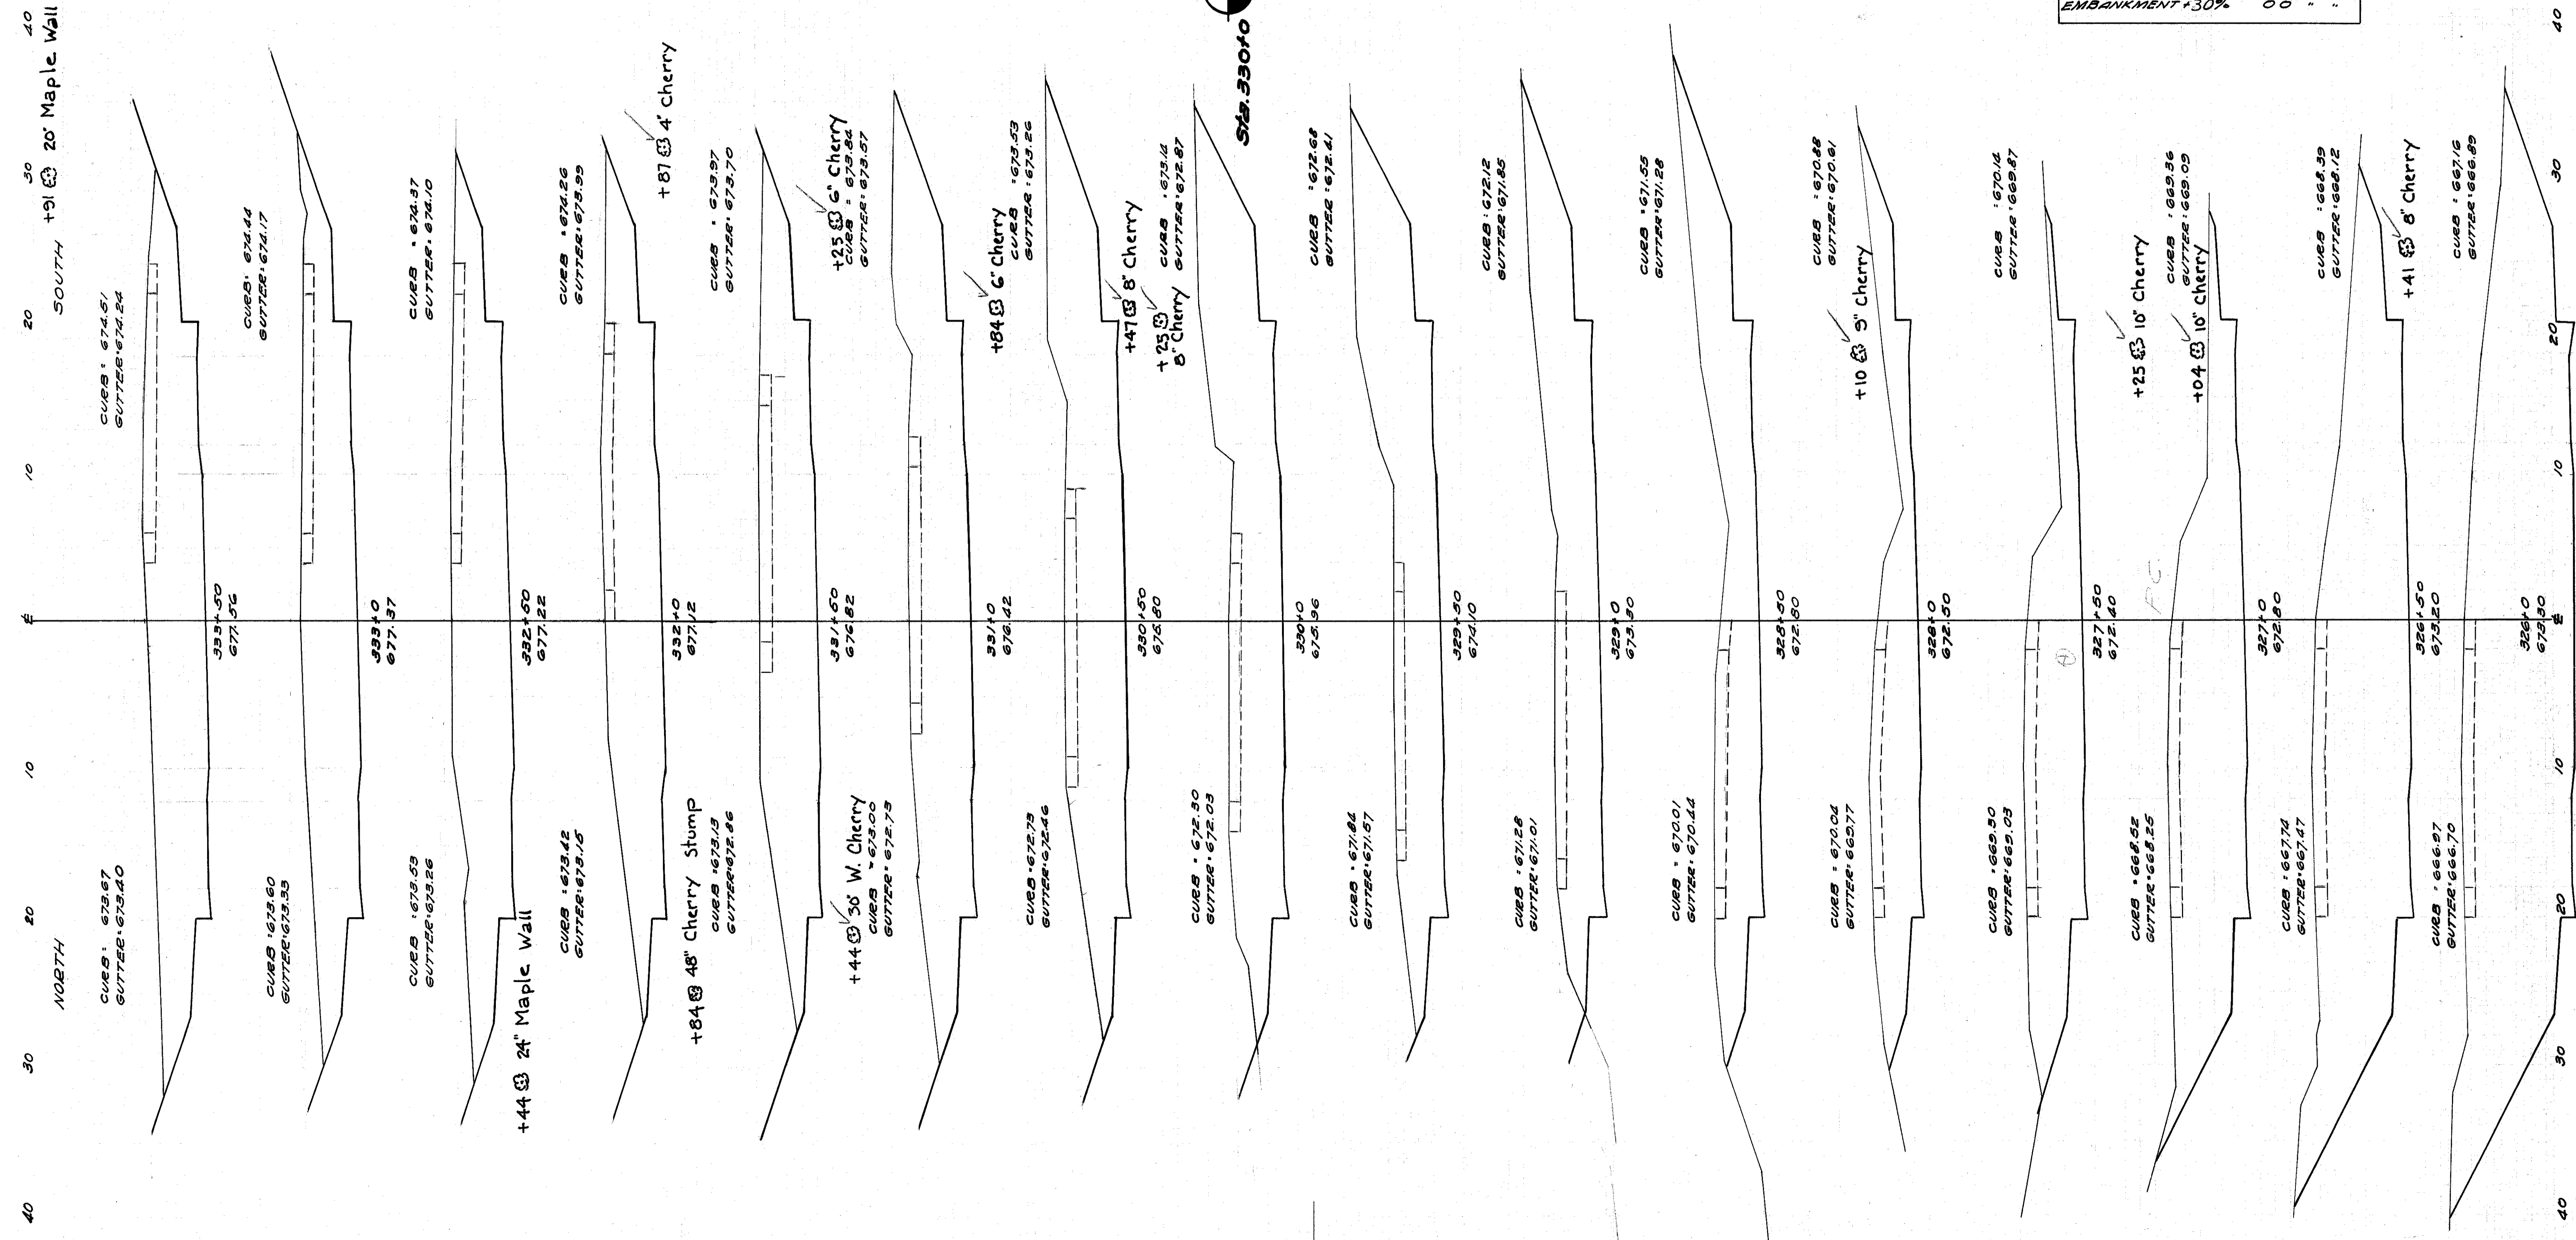 EMBANKMENT +30% 00 " "
40
30
20
10
10
20
30
40
SOUTH
NORTH
+91 20" Maple Wall
CURB : 674.51
GUTTER: 674.24
333+50
677.56
CURB : 673.67
GUTTER: 673.40
CURB: 674.44
GUTTER: 674.17
333+0
677.37
CURB : 673.60
GUTTER: 673.33
CURB : 674.37
GUTTER: 674.10
332+50
677.22
CURB : 673.53
GUTTER: 673.26
+44 24" Maple Wall
CURB : 674.26
GUTTER: 673.99
332+0
677.12
CURB : 673.42
GUTTER: 673.15
+87 4" Cherry
+84 48" Cherry Stump
CURB : 673.97
GUTTER: 673.70
331+50
676.82
CURB : 673.13
GUTTER: 672.86
+25 6" Cherry
CURB : 673.84
GUTTER: 673.57
331+0
676.42
+44 30" W. Cherry
CURB : 673.00
GUTTER: 672.73
+84 6" Cherry
CURB : 673.53
GUTTER: 673.26
330+50
675.80
CURB : 672.73
GUTTER: 672.46
+47 8" Cherry
+25
8" Cherry
CURB : 673.14
GUTTER: 672.87
330+0
675.96
CURB : 672.30
GUTTER: 672.03
Sta. 330+0
CURB : 672.68
GUTTER: 672.41
329+50
674.10
CURB : 671.84
GUTTER: 671.57
CURB : 672.12
GUTTER: 671.85
329+0
673.30
CURB : 671.28
GUTTER: 671.01
CURB : 671.55
GUTTER: 671.28
328+50
672.80
CURB : 670.01
GUTTER: 670.44
CURB : 670.88
GUTTER: 670.61
+10 9" Cherry
328+0
672.50
CURB : 670.04
GUTTER: 669.77
CURB : 670.14
GUTTER: 669.87
327+50
672.40
CURB : 669.30
GUTTER: 669.03
+25 10" Cherry
P.C.
+04 10" Cherry
CURB : 669.36
GUTTER: 669.09
327+0
672.80
CURB : 668.52
GUTTER: 668.25
CURB : 668.39
GUTTER: 668.12
326+50
673.20
CURB : 667.74
GUTTER: 667.47
+41 8" Cherry
CURB : 667.16
GUTTER: 666.89
326+0
673.30
CURB : 666.97
GUTTER: 666.70
40
30
20
10
10
20
30
40